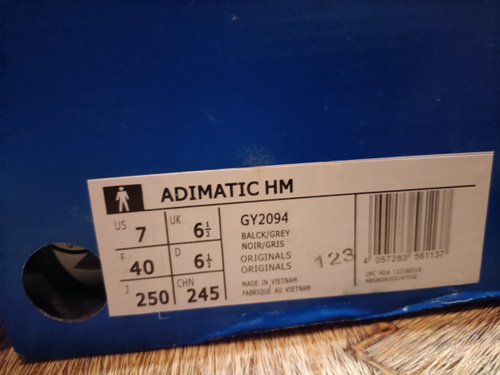 ADIMATIC HM
US 7 UK 6½
F 40 D 6½
J 250 CHN 245
GY2094
BALCK/GREY
NOIR/GRIS
ORIGINALS
ORIGINALS
MADE IN VIETNAM
FABRIQUÉ AU VIETNAM
123
4 057283 561137